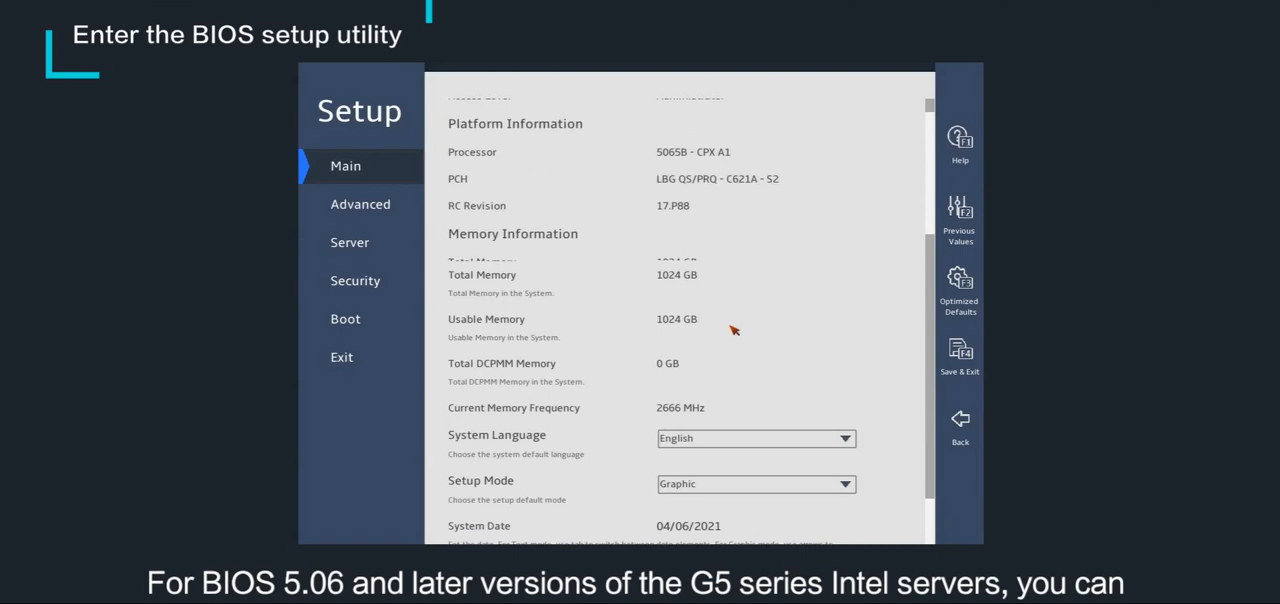 Enter the BIOS setup utility
Setup
Main
Advanced
Server
Security
Boot
Exit
Platform Information
Processor 5065B - CPX A1
PCH LBG QS/PRQ - C621A - S2
RC Revision 17.P88
Memory Information
Total Memory 1024 GB
Total Memory in the System.
Usable Memory 1024 GB
Usable Memory in the System.
Total DCPMM Memory 0 GB
Total DCPMM Memory in the System.
Current Memory Frequency 2666 MHz
System Language English
Choose the system default language
Setup Mode Graphic
Choose the setup default mode
System Date 04/06/2021
F1
Help
F2
Previous
Values
F3
Optimized
Defaults
F4
Save & Exit
Back
For BIOS 5.06 and later versions of the G5 series Intel servers, you can